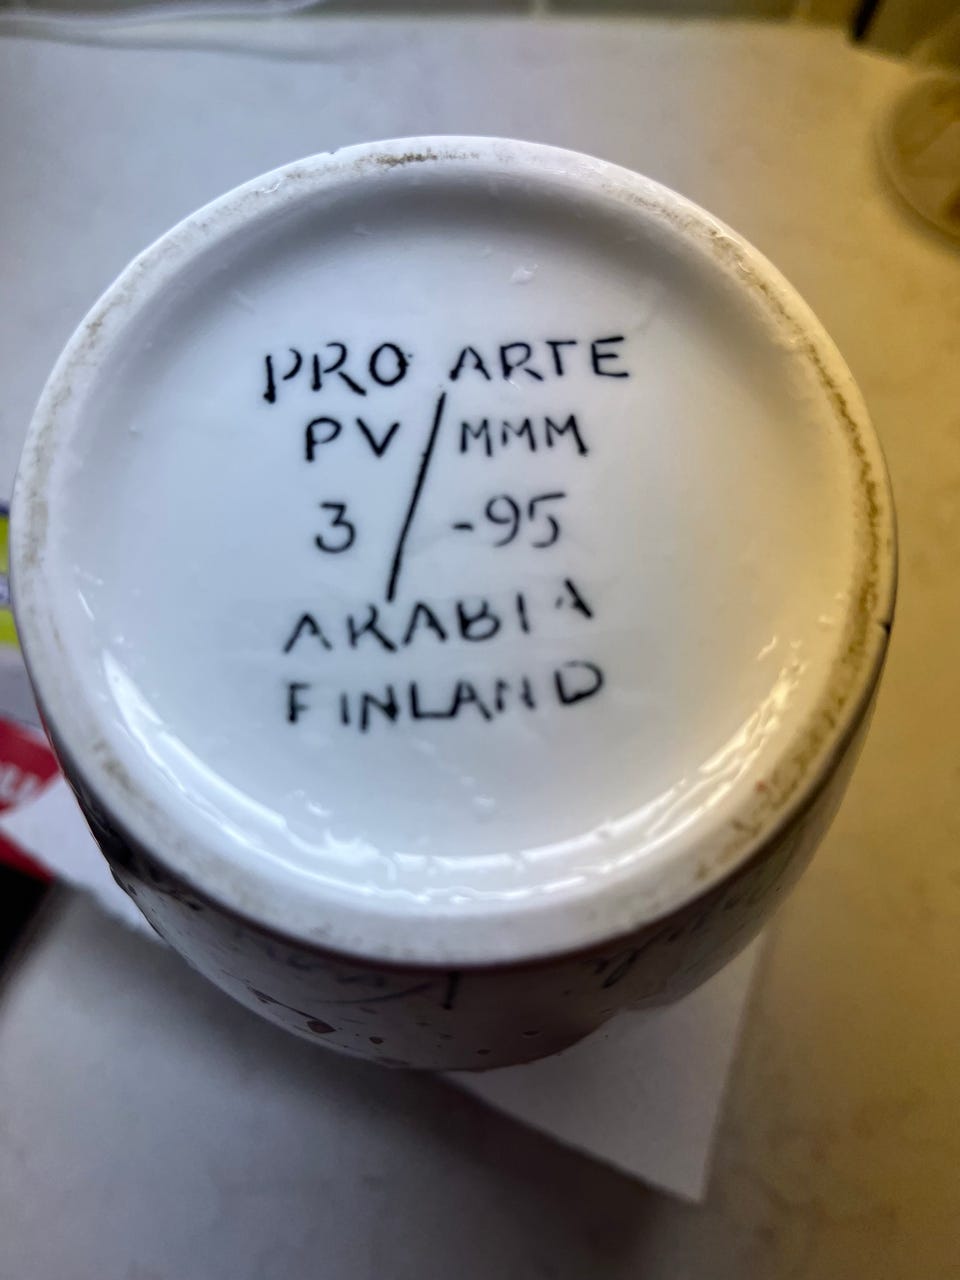 PRO ARTE
PV / MMM
3 / -95
ARABIA
FINLAND